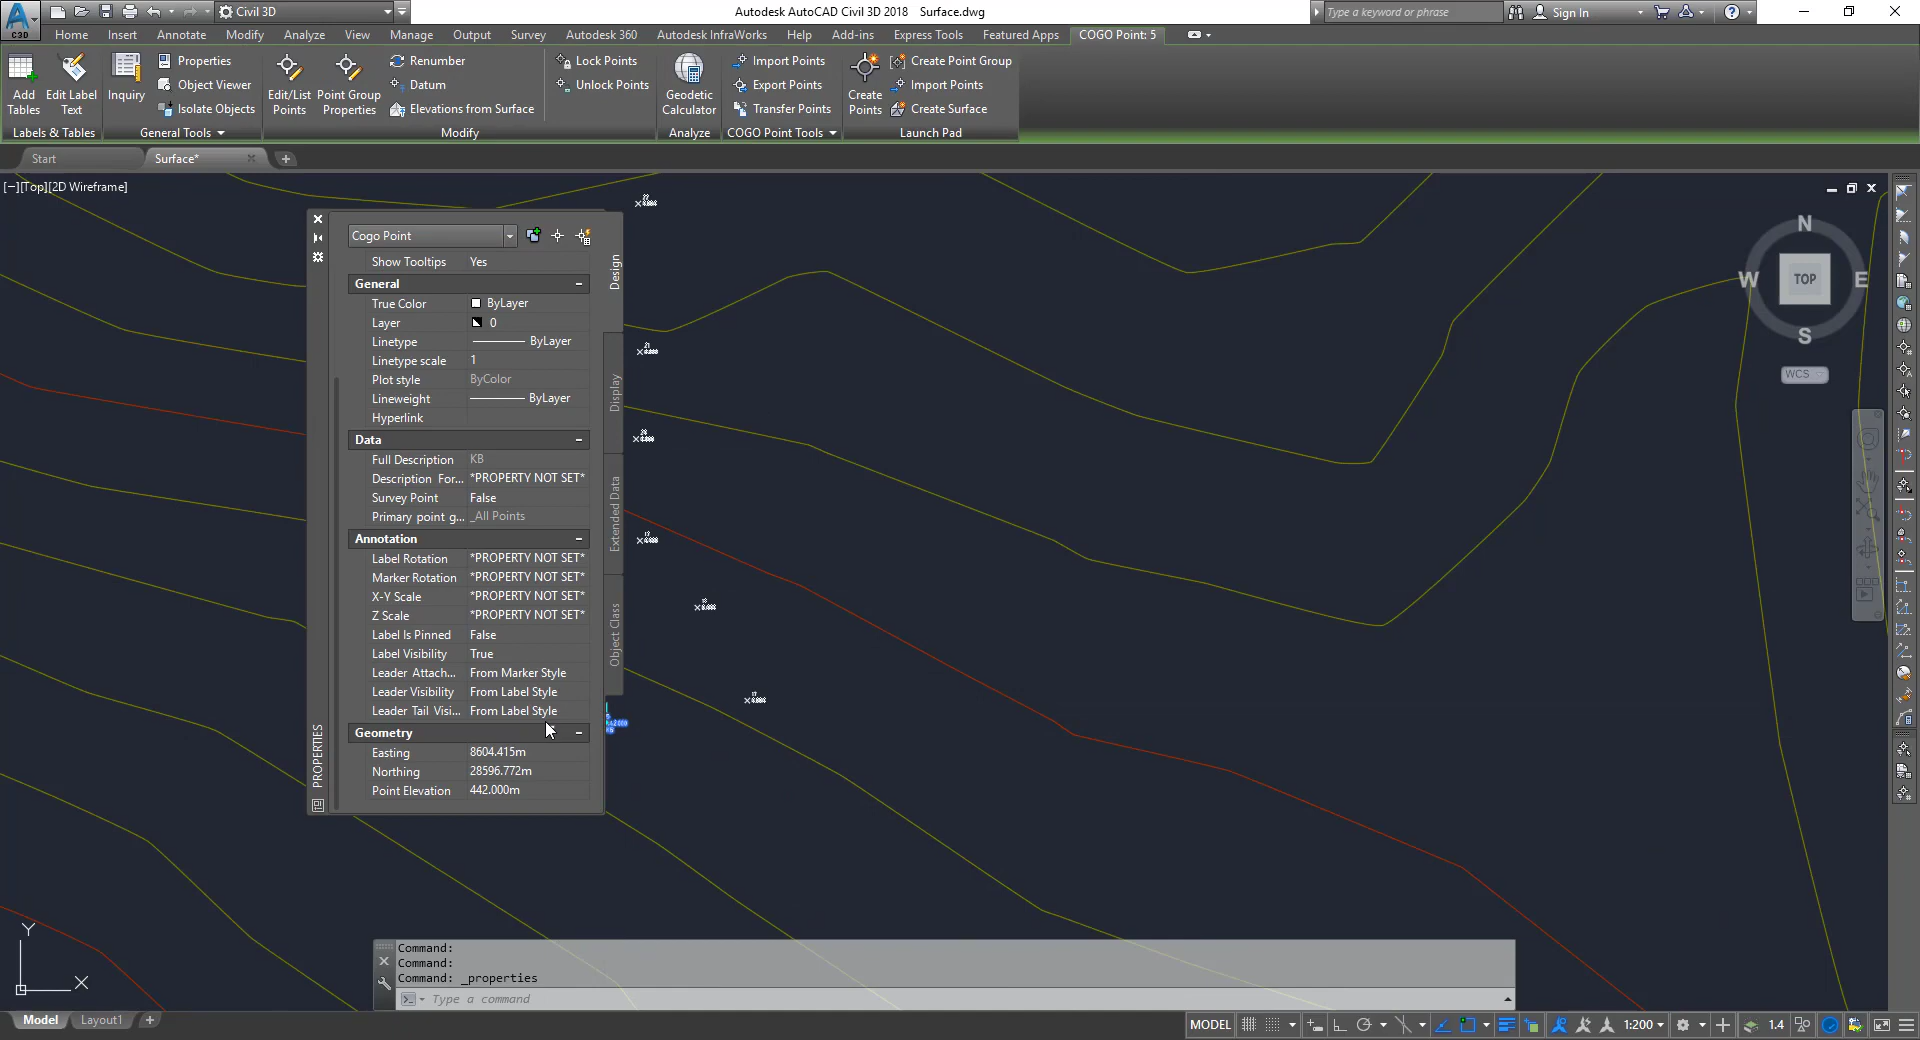 Civil 3D
Autodesk AutoCAD Civil 3D 2018 Surface.dwg
Type a keyword or phrase
Sign In
C3D
Home Insert Annotate Modify Analyze View Manage Output Survey Autodesk 360 Autodesk InfraWorks Help Add-ins Express Tools Featured Apps COGO Point: 5
Add Tables
Edit Label Text
Labels & Tables
Inquiry
Properties
Object Viewer
Isolate Objects
General Tools
Edit/List Points
Point Group Properties
Renumber
Datum
Elevations from Surface
Lock Points
Unlock Points
Modify
Geodetic Calculator
Analyze
Import Points
Export Points
Transfer Points
COGO Point Tools
Create Points
Create Point Group
Import Points
Create Surface
Launch Pad
Start
Surface*
[−][Top][2D Wireframe]
Cogo Point
Show Tooltips Yes
General
True Color ByLayer
Layer 0
Linetype ByLayer
Linetype scale 1
Plot style ByColor
Lineweight ByLayer
Hyperlink
Data
Full Description KB
Description For... *PROPERTY NOT SET*
Survey Point False
Primary point g... _All Points
Annotation
Label Rotation *PROPERTY NOT SET*
Marker Rotation *PROPERTY NOT SET*
X-Y Scale *PROPERTY NOT SET*
Z Scale *PROPERTY NOT SET*
Label Is Pinned False
Label Visibility True
Leader Attach... From Marker Style
Leader Visibility From Label Style
Leader Tail Visi... From Label Style
Geometry
Easting 8604.415m
Northing 28596.772m
Point Elevation 442.000m
Design
Display
Extended Data
Object Class
PROPERTIES
N
W TOP E
S
WCS
Y
X
Command:
Command:
Command: _properties
Type a command
Model Layout1
MODEL
1:200
1.4